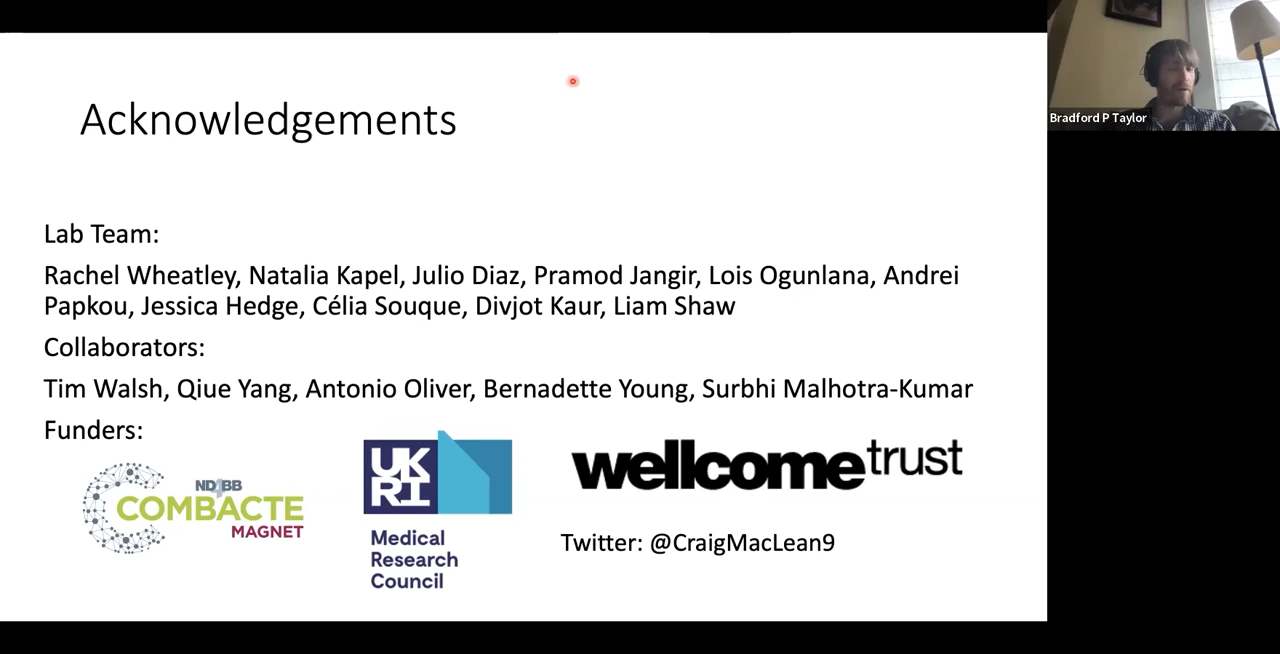 Acknowledgements
Bradford P Taylor
Lab Team:
Rachel Wheatley, Natalia Kapel, Julio Diaz, Pramod Jangir, Lois Ogunlana, Andrei
Papkou, Jessica Hedge, Célia Souque, Divjot Kaur, Liam Shaw
Collaborators:
Tim Walsh, Qiue Yang, Antonio Oliver, Bernadette Young, Surbhi Malhotra-Kumar
Funders:
ND4BB
COMBACTE
MAGNET
UK
RI
Medical
Research
Council
wellcometrust
Twitter: @CraigMacLean9